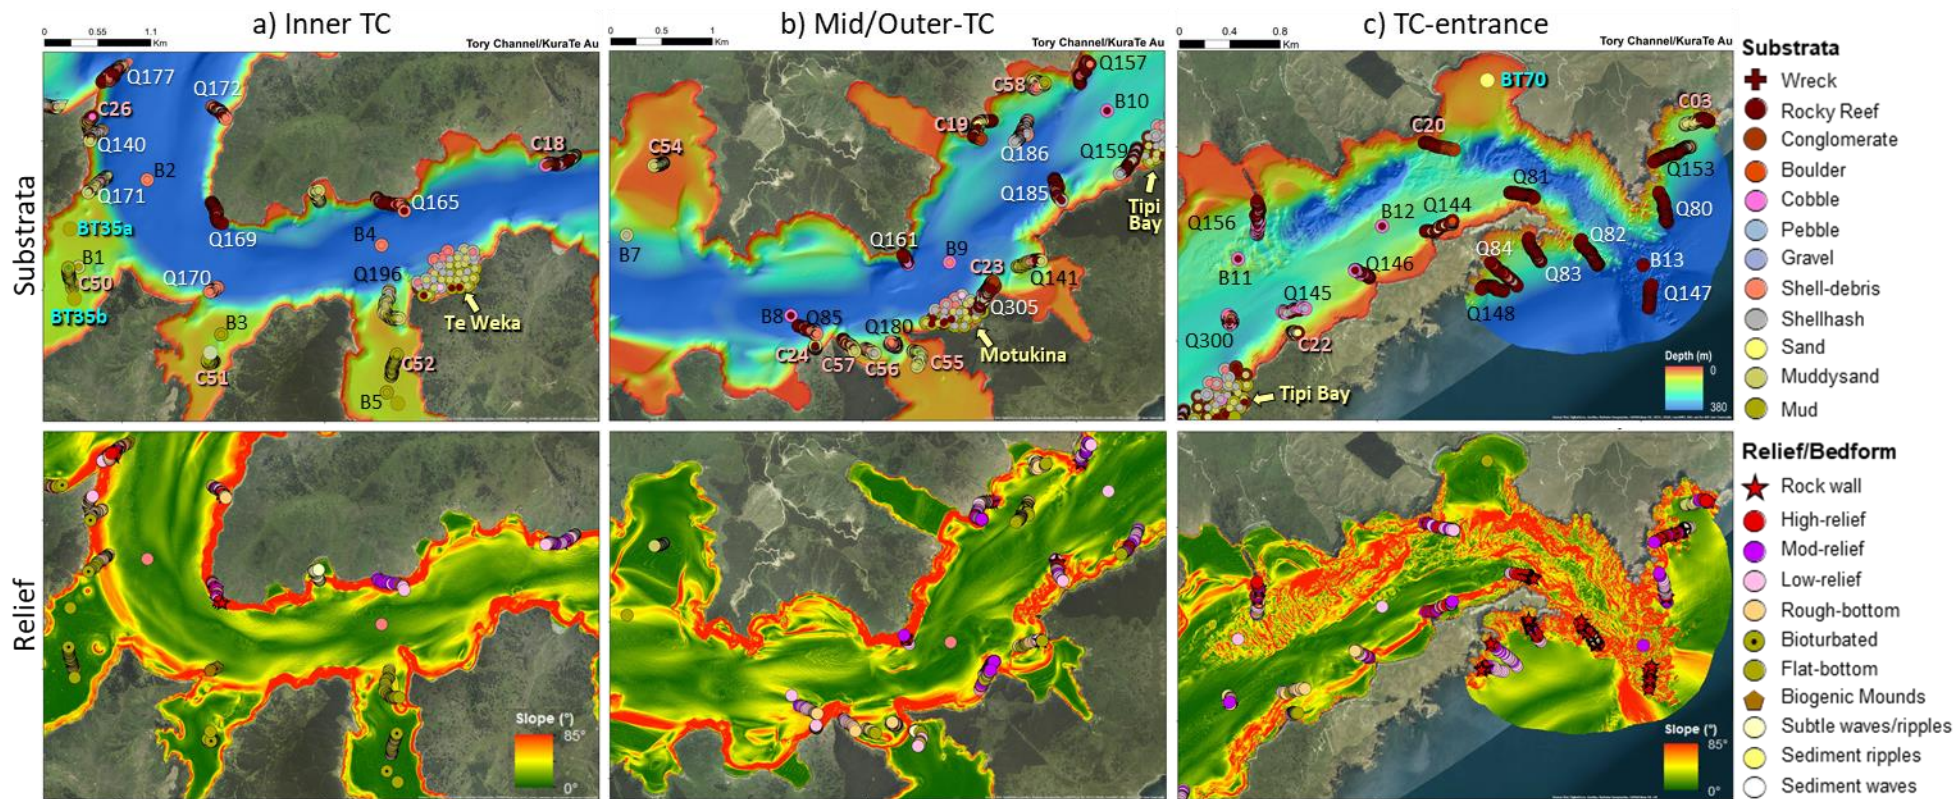 a) Inner TC
b) Mid/Outer-TC
c) TC-entrance
0 0.55 1.1
Km
Tory Channel/KuraTe Au
0 0.5 1
Km
Tory Channel/KuraTe Au
0 0.4 0.8
Km
Tory Channel/KuraTe Au
Substrata
Q177
Q172
C26
Q140
B2
Q171
BT35a
Q169
C18
Q165
B4
B1
C50
Q170
Q196
BT35b
B3
Te Weka
C51
C52
B5
Q157
C58
B10
C19
C54
Q186
Q159
Q185
Tipi
Bay
B7
Q161
B9
C23
Q141
B8
Q85
Q180
Q305
C24
C57
C56
C55
Motukina
BT70
C03
C20
Q153
Q81
Q156
B12
Q144
Q80
Q84
Q82
B11
Q146
Q83
B13
Q145
Q148
Q147
Q300
C22
Tipi Bay
Depth (m)
0
380
Substrata
Wreck
Rocky Reef
Conglomerate
Boulder
Cobble
Pebble
Gravel
Shell-debris
Shellhash
Sand
Muddysand
Mud
Relief
Slope (°)
85°
0°
Slope (°)
85°
0°
Relief/Bedform
Rock wall
High-relief
Mod-relief
Low-relief
Rough-bottom
Bioturbated
Flat-bottom
Biogenic Mounds
Subtle waves/ripples
Sediment ripples
Sediment waves